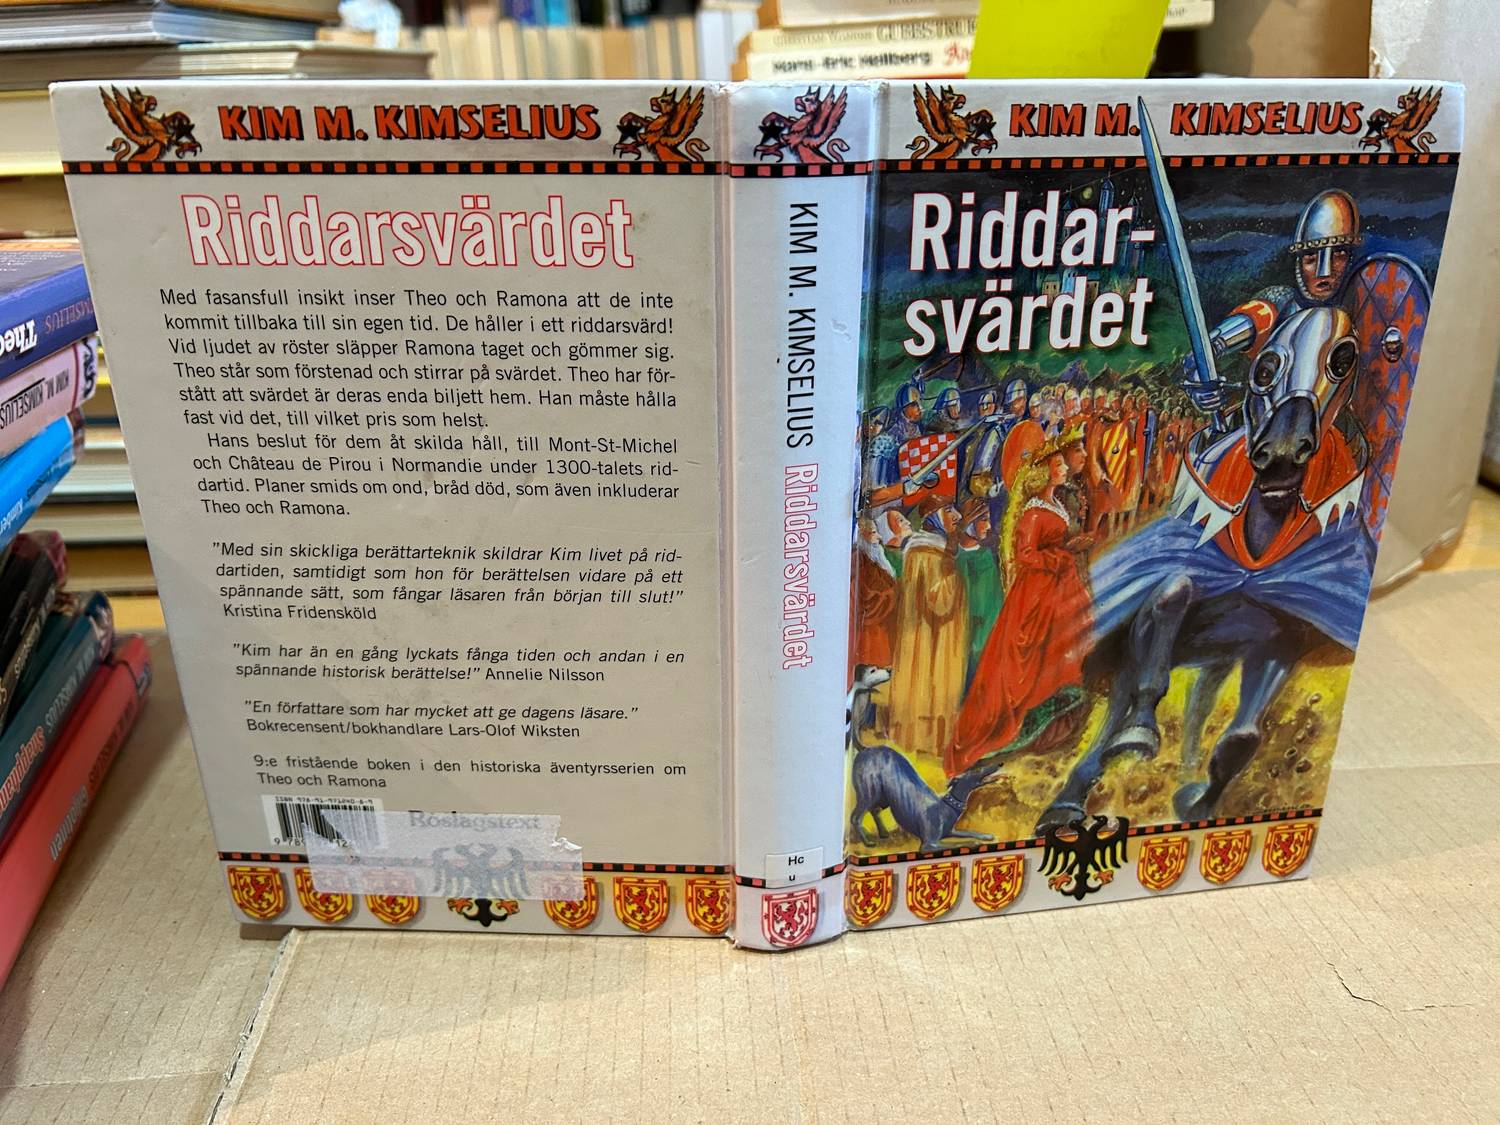 KIM M. KIMSELIUS
Riddarsvärdet
Med fasansfull insikt inser Theo och Ramona att de inte
kommit tillbaka till sin egen tid. De håller i ett riddarsvärd!
Vid ljudet av röster släpper Ramona taget och gömmer sig.
Theo står som förstenad och stirrar på svärdet. Theo har för-
stått att svärdet är deras enda biljett hem. Han måste hålla
fast vid det, till vilket pris som helst.
Hans beslut för dem åt skilda håll, till Mont-St-Michel
och Château de Pirou i Normandie under 1300-talets rid-
dartid. Planer smids om ond, bråd död, som även inkluderar
Theo och Ramona.
"Med sin skickliga berättarteknik skildrar Kim livet på rid-
dartiden, samtidigt som hon för berättelsen vidare på ett
spännande sätt, som fångar läsaren från början till slut!"
Kristina Fridensköld
"Kim har än en gång lyckats fånga tiden och andan i en
spännande historisk berättelse!" Annelie Nilsson
"En författare som har mycket att ge dagens läsare."
Bokrecensent/bokhandlare Lars-Olof Wiksten
9:e fristående boken i den historiska äventyrsserien om
Theo och Ramona
Roslagstext
KIM M. KIMSELIUS Riddarsvärdet
Hc
u
KIM M. KIMSELIUS
Riddar-
svärdet
Hans-Eric Hellberg
Theo
KIM M. KIMSELIUS